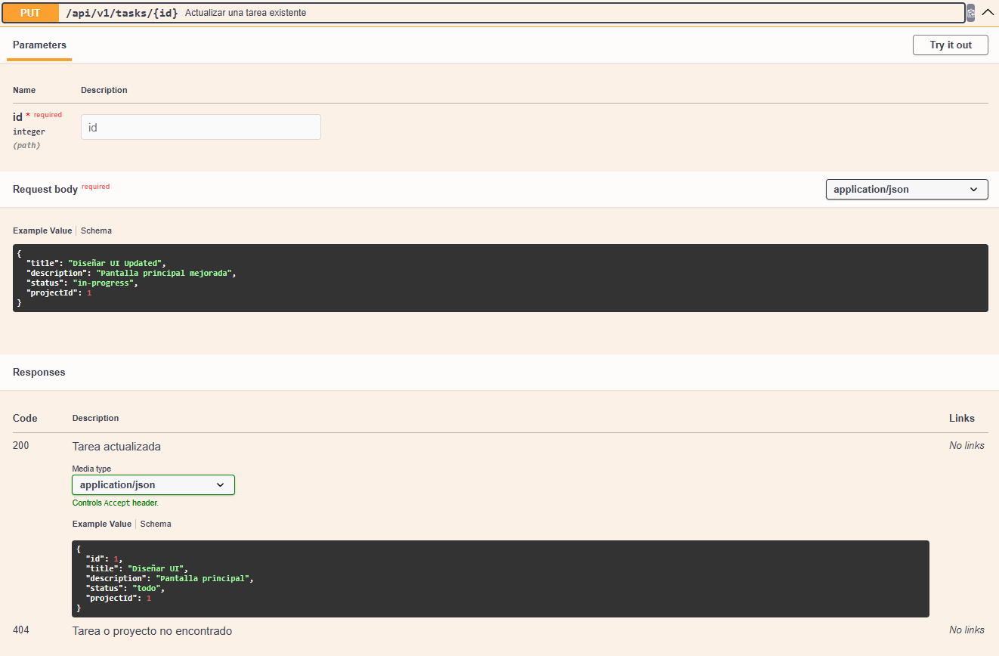 PUT /api/v1/tasks/{id} Actualizar una tarea existente
Parameters Try it out
Name Description
id * required id
integer
(path)
Request body required application/json
Example Value Schema
{
"title": "Diseñar UI Updated",
"description": "Pantalla principal mejorada",
"status": "in-progress",
"projectId": 1
}
Responses
Code Description Links
200 Tarea actualizada No links
Media type
application/json
Controls Accept header.
Example Value Schema
{
"id": 1,
"title": "Diseñar UI",
"description": "Pantalla principal",
"status": "todo",
"projectId": 1
}
404 Tarea o proyecto no encontrado No links